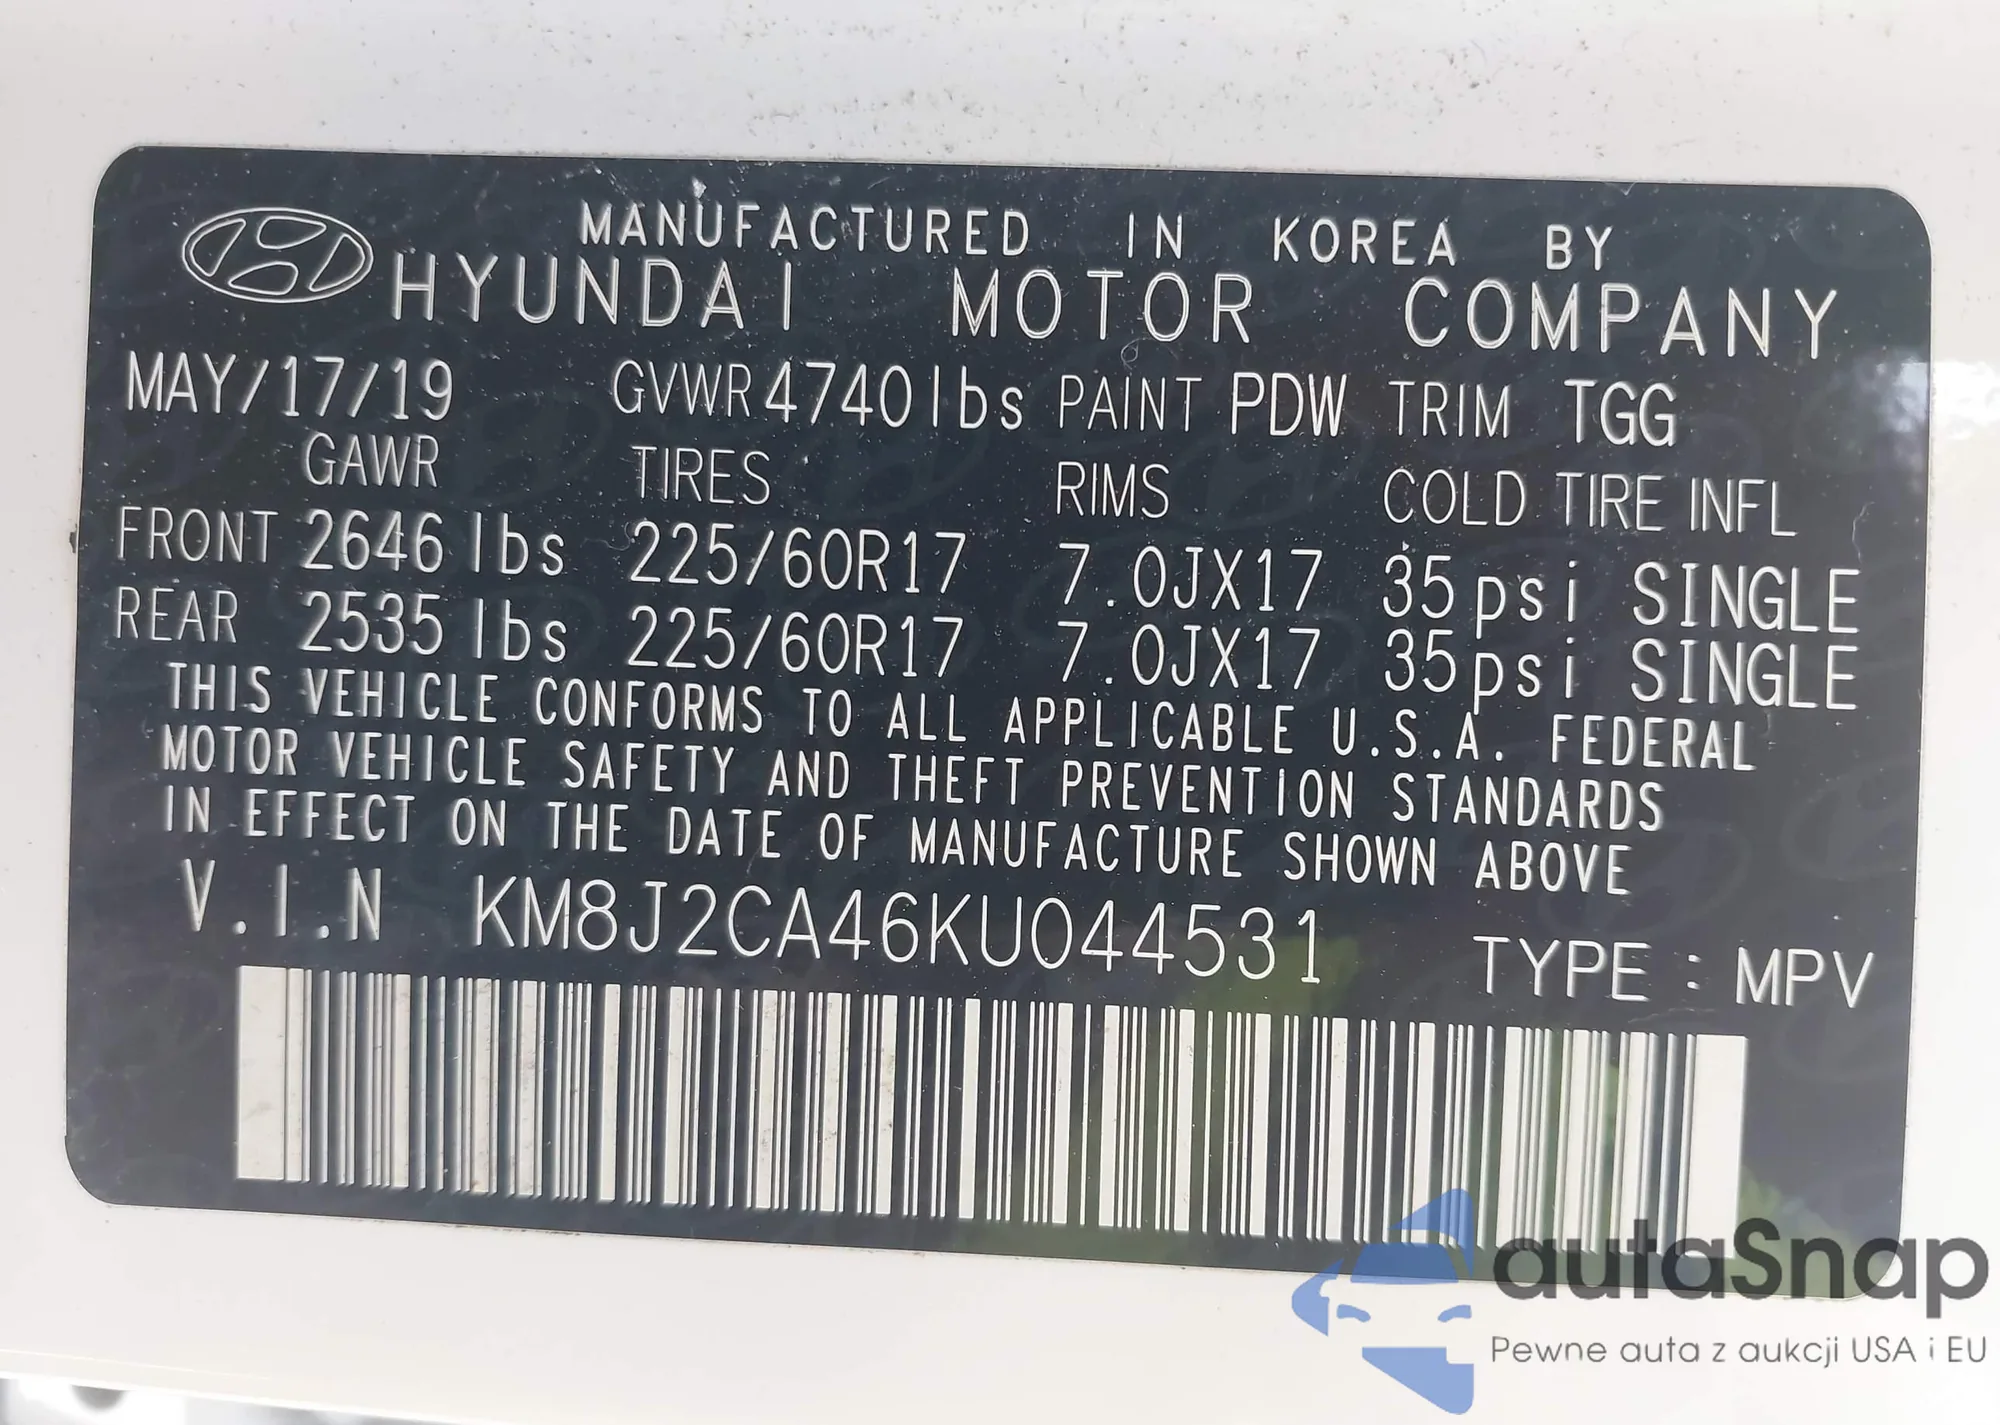 MANUFACTURED IN KOREA BY
HYUNDAI MOTOR COMPANY
MAY/17/19 GVWR 4740lbs PAINT PDW TRIM TGG
GAWR TIRES RIMS COLD TIRE INFL
FRONT 2646 lbs 225/60R17 7.0JX17 35psi SINGLE
REAR 2535 lbs 225/60R17 7.0JX17 35psi SINGLE
THIS VEHICLE CONFORMS TO ALL APPLICABLE U.S.A. FEDERAL
MOTOR VEHICLE SAFETY AND THEFT PREVENTION STANDARDS
IN EFFECT ON THE DATE OF MANUFACTURE SHOWN ABOVE
V.I.N KM8J2CA46KU044531 TYPE : MPV
autaSnap
Pewne auta z aukcji USA i EU